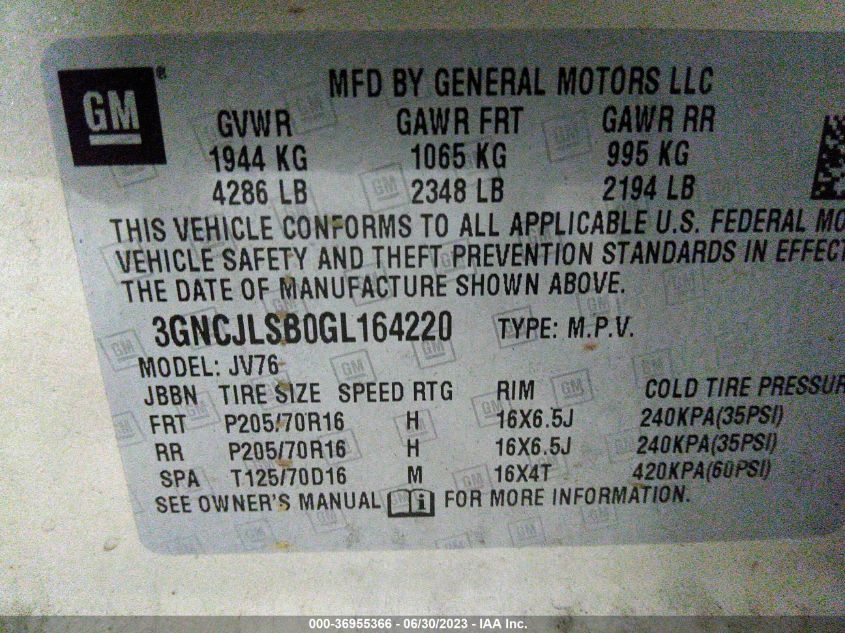 GM
®
MFD BY GENERAL MOTORS LLC
GVWR GAWR FRT GAWR RR
1944 KG 1065 KG 995 KG
4286 LB 2348 LB 2194 LB
THIS VEHICLE CONFORMS TO ALL APPLICABLE U.S. FEDERAL MO
VEHICLE SAFETY AND THEFT PREVENTION STANDARDS IN EFFECT
THE DATE OF MANUFACTURE SHOWN ABOVE.
3GNCJLSB0GL164220 TYPE: M.P.V.
MODEL: JV76
JBBN TIRE SIZE SPEED RTG RIM COLD TIRE PRESSUR
FRT P205/70R16 H 16X6.5J 240KPA(35PSI)
RR P205/70R16 H 16X6.5J 240KPA(35PSI)
SPA T125/70D16 M 16X4T 420KPA(60PSI)
SEE OWNER'S MANUAL i FOR MORE INFORMATION.
000-36955366 - 06/30/2023 - IAA Inc.